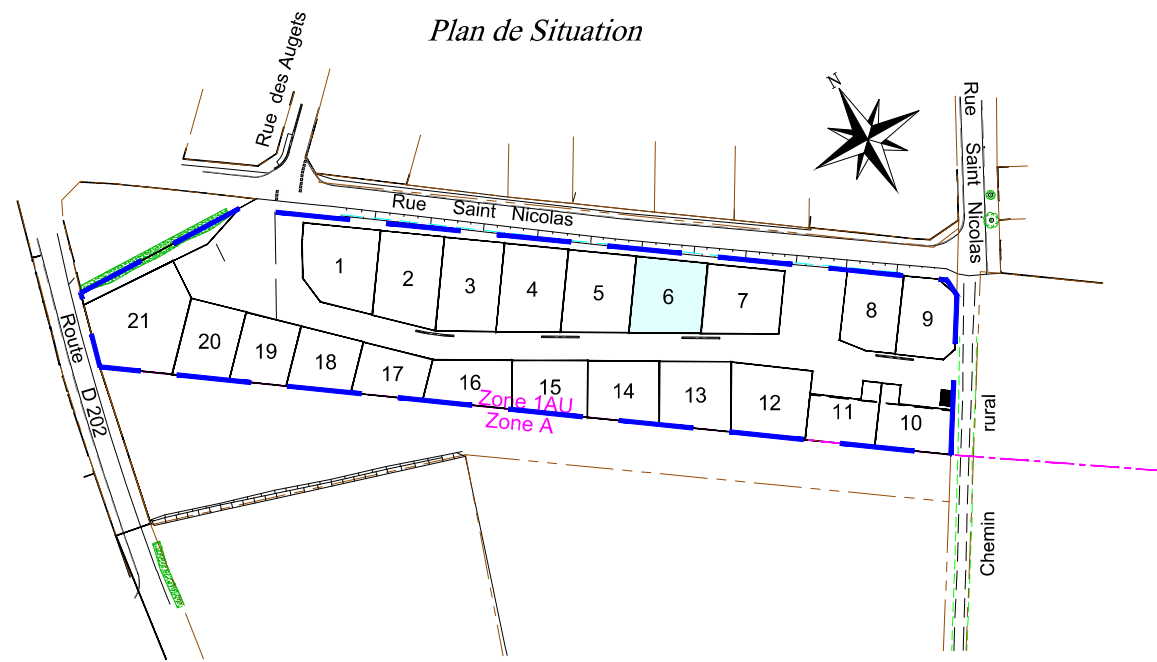 Plan de Situation
Rue des Augets
N
Rue Saint Nicolas
Rue Saint Nicolas
1
2
3
4
5
6
7
8
9
21
20
19
18
17
16
15
14
13
12
11
10
Zone 1AU
Zone A
Route D 202
Chemin rural